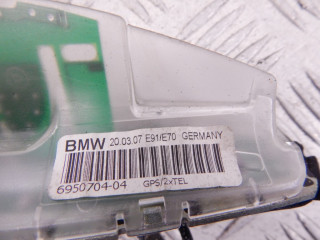 BMW 20.03.07 E91/E70 GERMANY
6950704-04 GPS/2xTEL